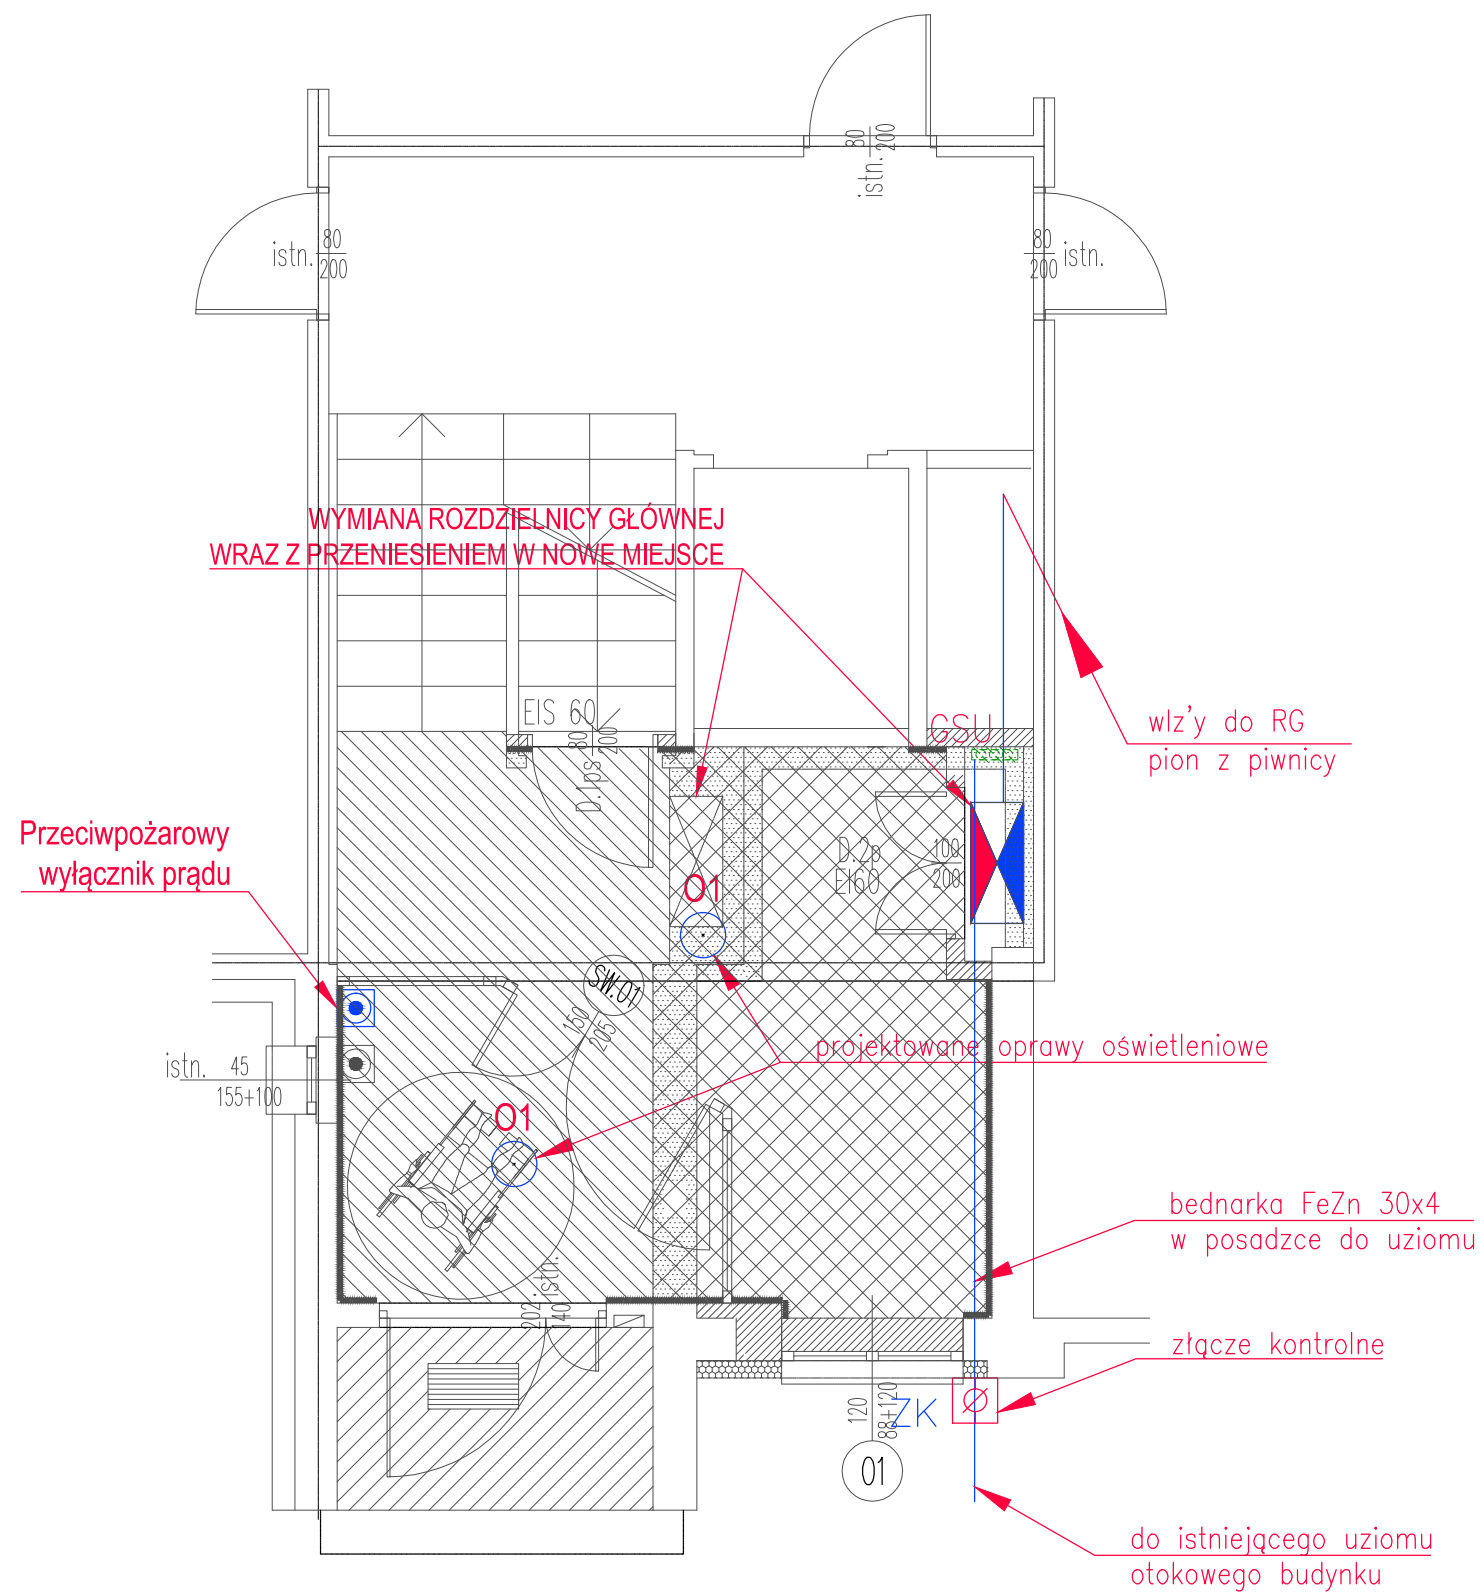 80
200
istn.
istn. 80
200
80
200 istn.
WYMIANA ROZDZIELNICY GŁÓWNEJ
WRAZ Z PRZENIESIENIEM W NOWE MIEJSCE
EIS 60
D.1ps 80
200
GSU
wlz'y do RG
pion z piwnicy
Przeciwpożarowy
wyłącznik prądu
D.2p
EI60
100
200
O1
SW.01
150
205
istn. 45
155+100
projektowane oprawy oświetleniowe
O1
bednarka FeZn 30x4
w posadzce do uziomu
202 istn.
140
złącze kontrolne
120
88+120
ZK
01
do istniejącego uziomu
otokowego budynku